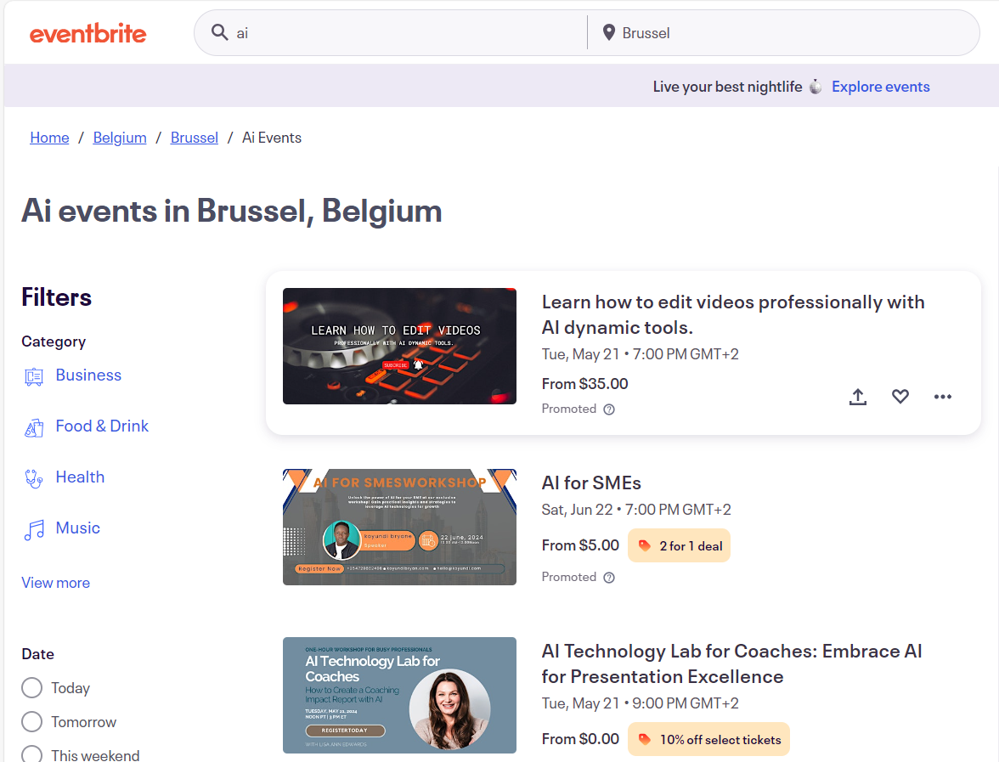 eventbrite
ai
Brussel
Live your best nightlife
Explore events
Home / Belgium / Brussel / Ai Events
Ai events in Brussel, Belgium
Filters
Category
Business
Food & Drink
Health
Music
View more
Date
Today
Tomorrow
This weekend
LEARN HOW TO EDIT VIDEOS
PROFESSIONALLY WITH AI DYNAMIC TOOLS.
SUBCRIBE
Learn how to edit videos professionally with
AI dynamic tools.
Tue, May 21 • 7:00 PM GMT+2
From $35.00
Promoted
AI FOR SMESWORKSHOP
Unlock the power of AI for your SME at our exclusive
workshop! Gain practical insights and strategies to
leverage AI technologies for growth
koyundi bryane
Speaker
22 june, 2024
Register Now
koyundibryan.com
hello@koyundi.com
AI for SMEs
Sat, Jun 22 • 7:00 PM GMT+2
From $5.00
2 for 1 deal
Promoted
ONE-HOUR WORKSHOP FOR BUSY PROFESSIONALS
AI Technology Lab for
Coaches
How to Create a Coaching
Impact Report with AI
TUESDAY, MAY 21, 2024
NOON PT | 3 PM ET
REGISTER TODAY
WITH LISA ANN EDWARDS
AI Technology Lab for Coaches: Embrace AI
for Presentation Excellence
Tue, May 21 • 9:00 PM GMT+2
From $0.00
10% off select tickets